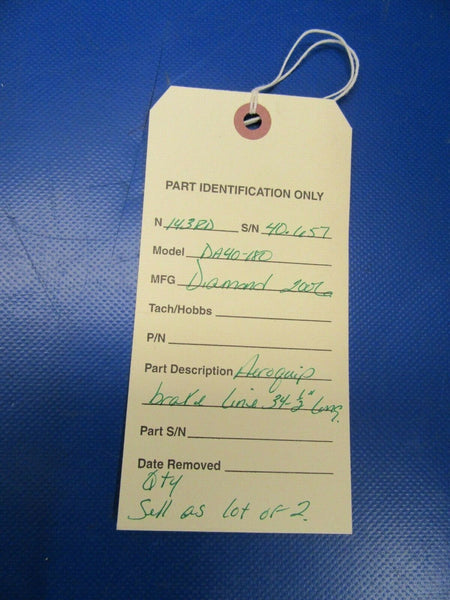 PART IDENTIFICATION ONLY
N 143RD S/N 40.657
Model DA40-180
MFG Diamond 2006
Tach/Hobbs
P/N
Part Description Aeroquip
brake line 34-1/2" long.
Part S/N
Date Removed
Qty
Sell as lot of 2.